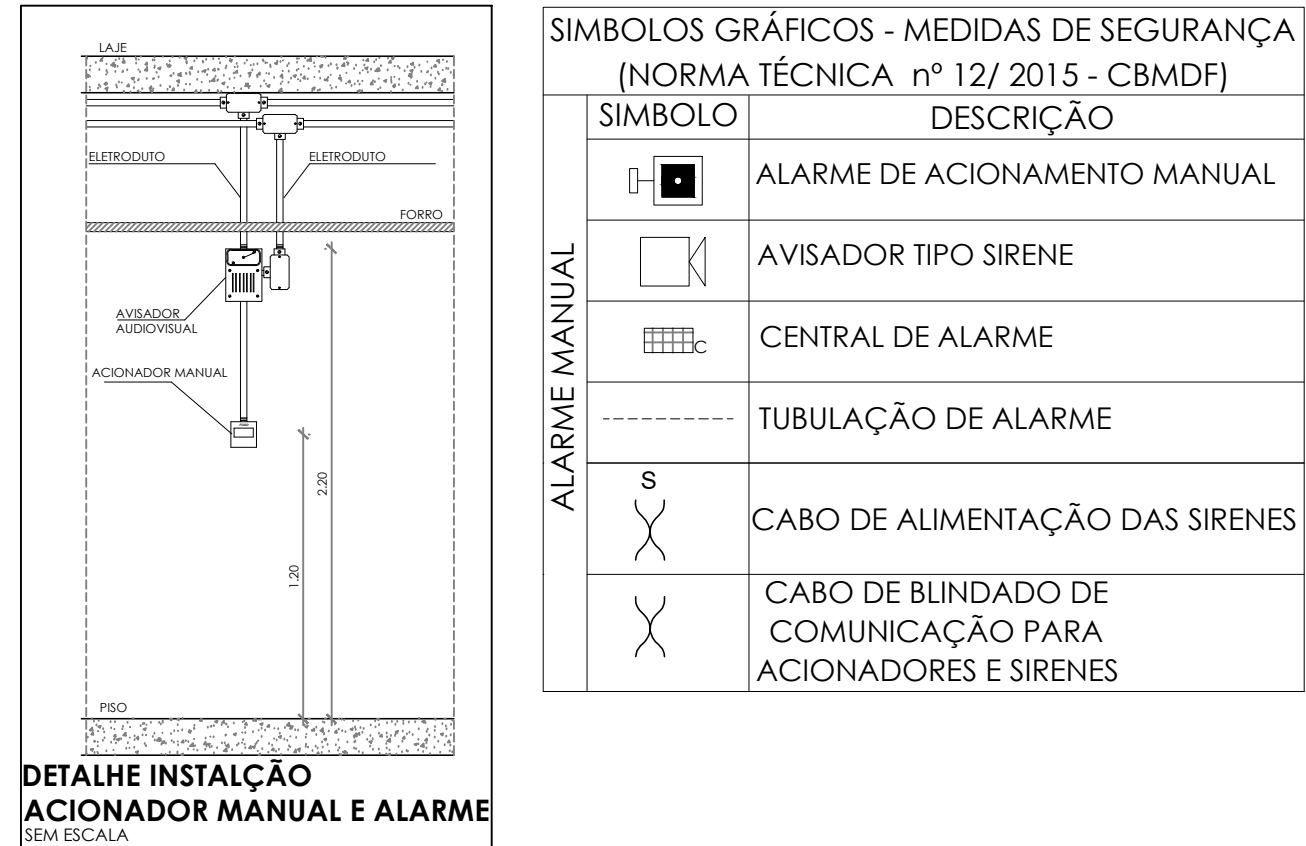 LAJE
ELETRODUTO
ELETRODUTO
FORRO
AVISADOR
AUDIOVISUAL
ACIONADOR MANUAL
2.20
1.20
PISO
DETALHE INSTALÇÃO
ACIONADOR MANUAL E ALARME
SEM ESCALA
SIMBOLOS GRÁFICOS - MEDIDAS DE SEGURANÇA
(NORMA TÉCNICA nº 12/ 2015 - CBMDF)
SIMBOLO DESCRIÇÃO
ALARME MANUAL
ALARME DE ACIONAMENTO MANUAL
AVISADOR TIPO SIRENE
C CENTRAL DE ALARME
TUBULAÇÃO DE ALARME
S
CABO DE ALIMENTAÇÃO DAS SIRENES
CABO DE BLINDADO DE
COMUNICAÇÃO PARA
ACIONADORES E SIRENES